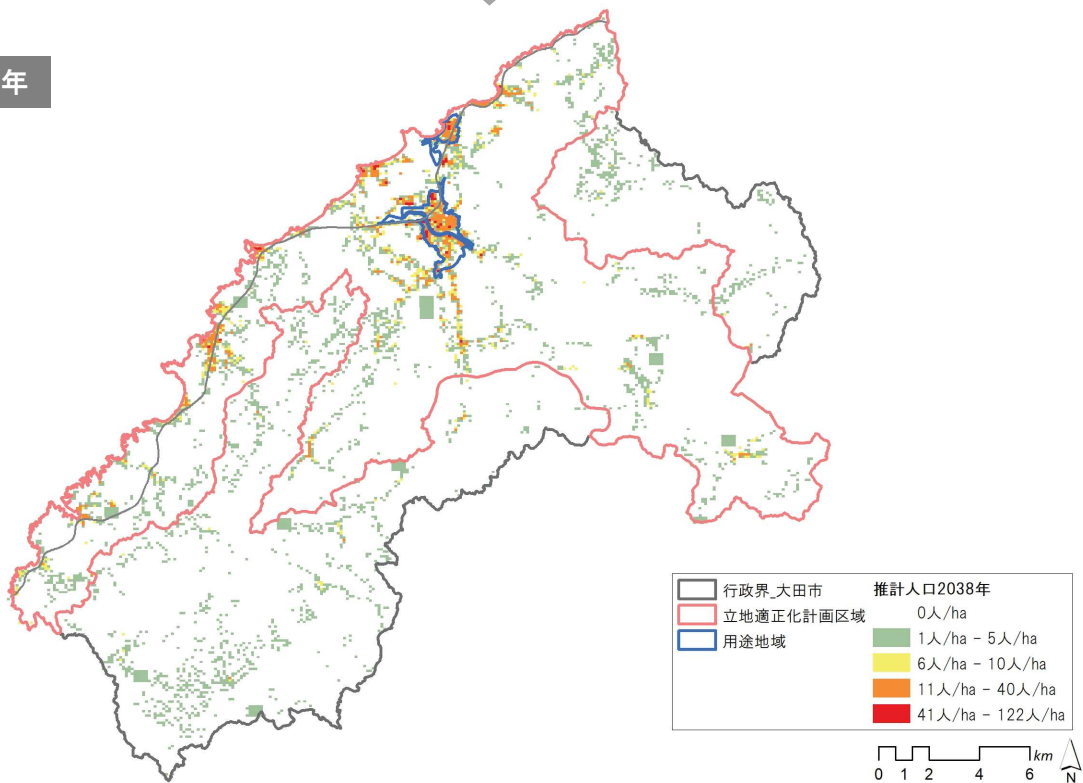 年
行政界_大田市
立地適正化計画区域
用途地域
推計人口2038年
0人/ha
1人/ha - 5人/ha
6人/ha - 10人/ha
11人/ha - 40人/ha
41人/ha - 122人/ha
km
0 1 2 4 6
N